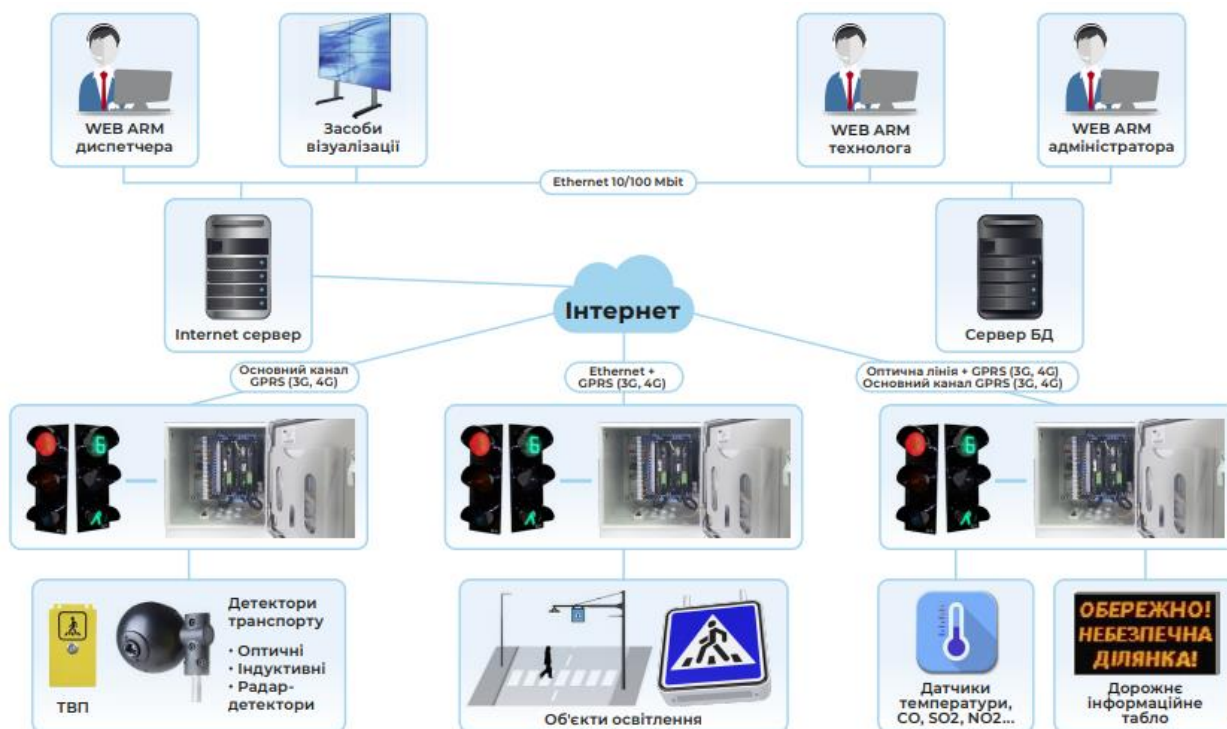 WEB ARM
диспетчера
Засоби
візуалізації
WEB ARM
технолога
WEB ARM
адміністратора
Ethernet 10/100 Mbit
Internet сервер
Інтернет
Сервер БД
Основний канал
GPRS (3G, 4G)
Ethernet +
GPRS (3G, 4G)
Оптична лінія + GPRS (3G, 4G)
Основний канал GPRS (3G, 4G)
6
6
6
ТВП
Детектори
транспорту
• Оптичні
• Індуктивні
• Радар-
детектори
Об'єкти освітлення
Датчики
температури,
CO, SO2, NO2...
ОБЕРЕЖНО!
НЕБЕЗПЕЧНА
ДІЛЯНКА!
Дорожнє
інформаційне
табло